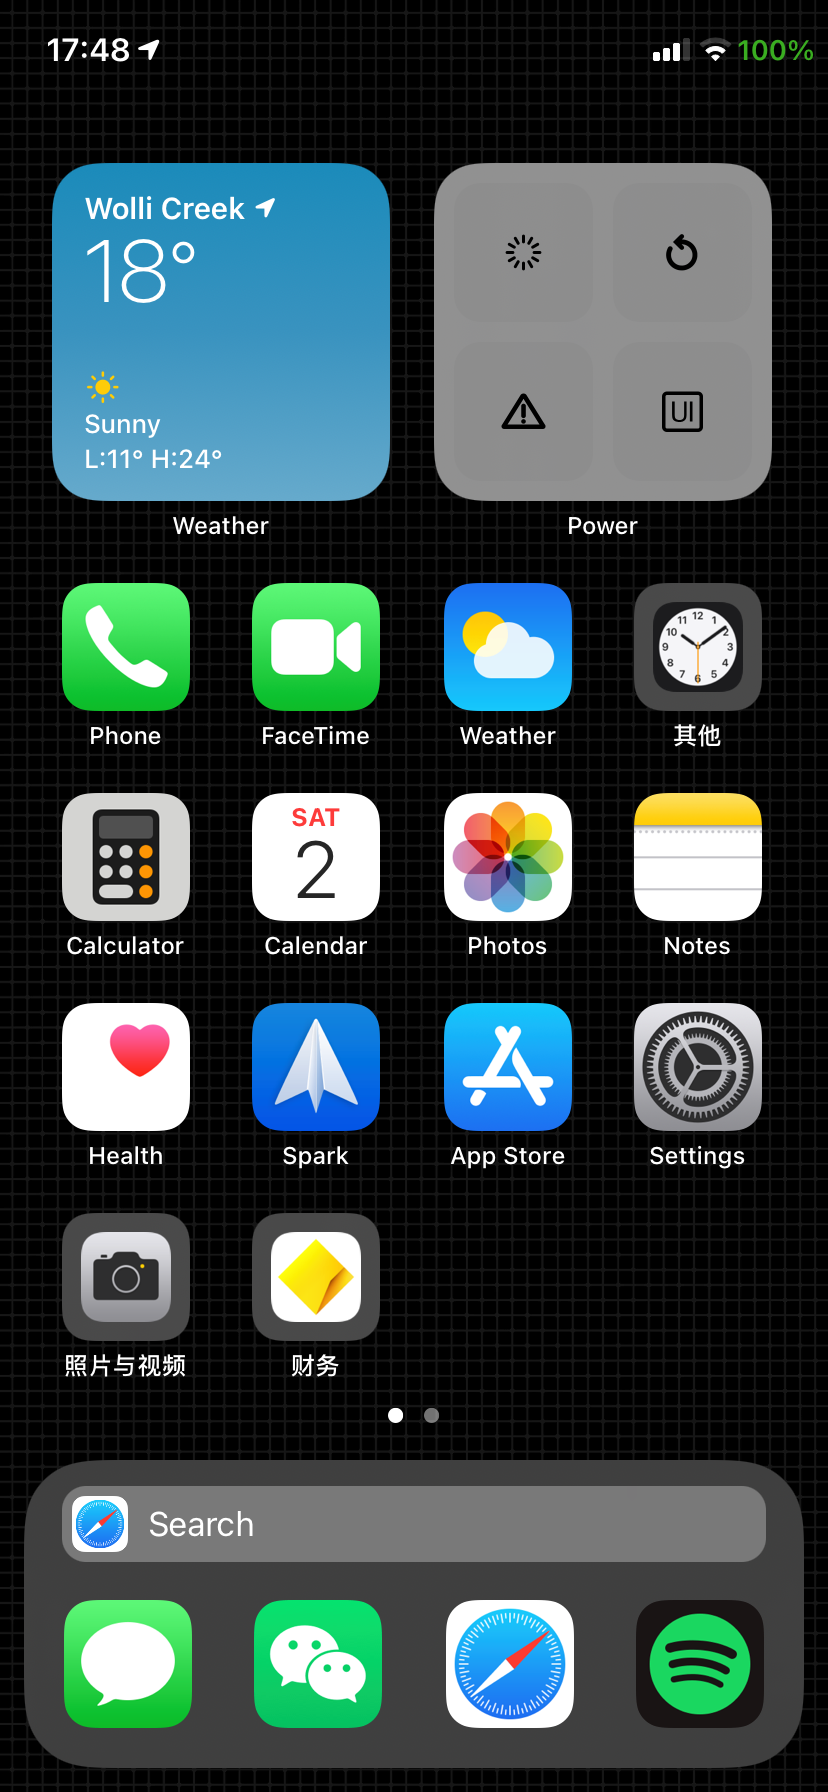 17:48 100%
Wolli Creek
18°
Sunny
L:11° H:24°
UI
Weather Power
Phone FaceTime Weather 其他
12 1 2 3 4 5 6 7 8 9 10 11
SAT
2
Calculator Calendar Photos Notes
Health Spark App Store Settings
照片与视频 财务
Search